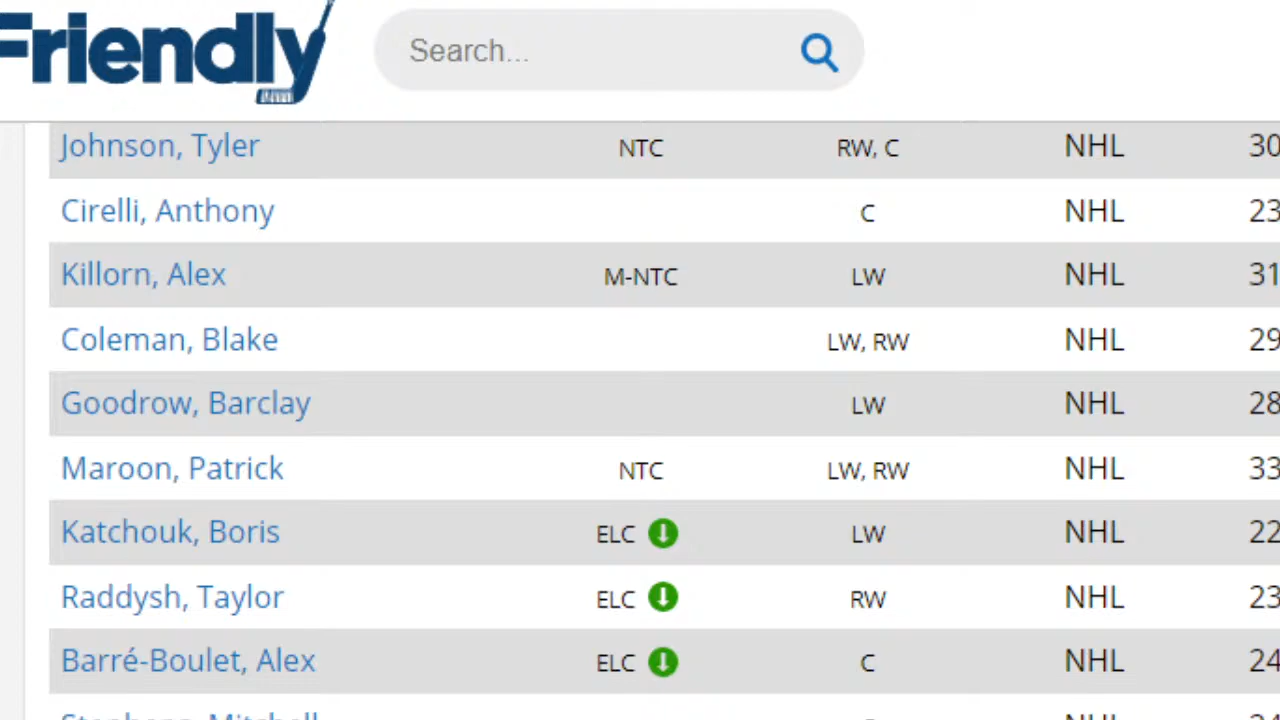 Friendly
Search...
Johnson, Tyler NTC RW, C NHL 30
Cirelli, Anthony C NHL 23
Killorn, Alex M-NTC LW NHL 31
Coleman, Blake LW, RW NHL 29
Goodrow, Barclay LW NHL 28
Maroon, Patrick NTC LW, RW NHL 33
Katchouk, Boris ELC LW NHL 22
Raddysh, Taylor ELC RW NHL 23
Barré-Boulet, Alex ELC C NHL 24